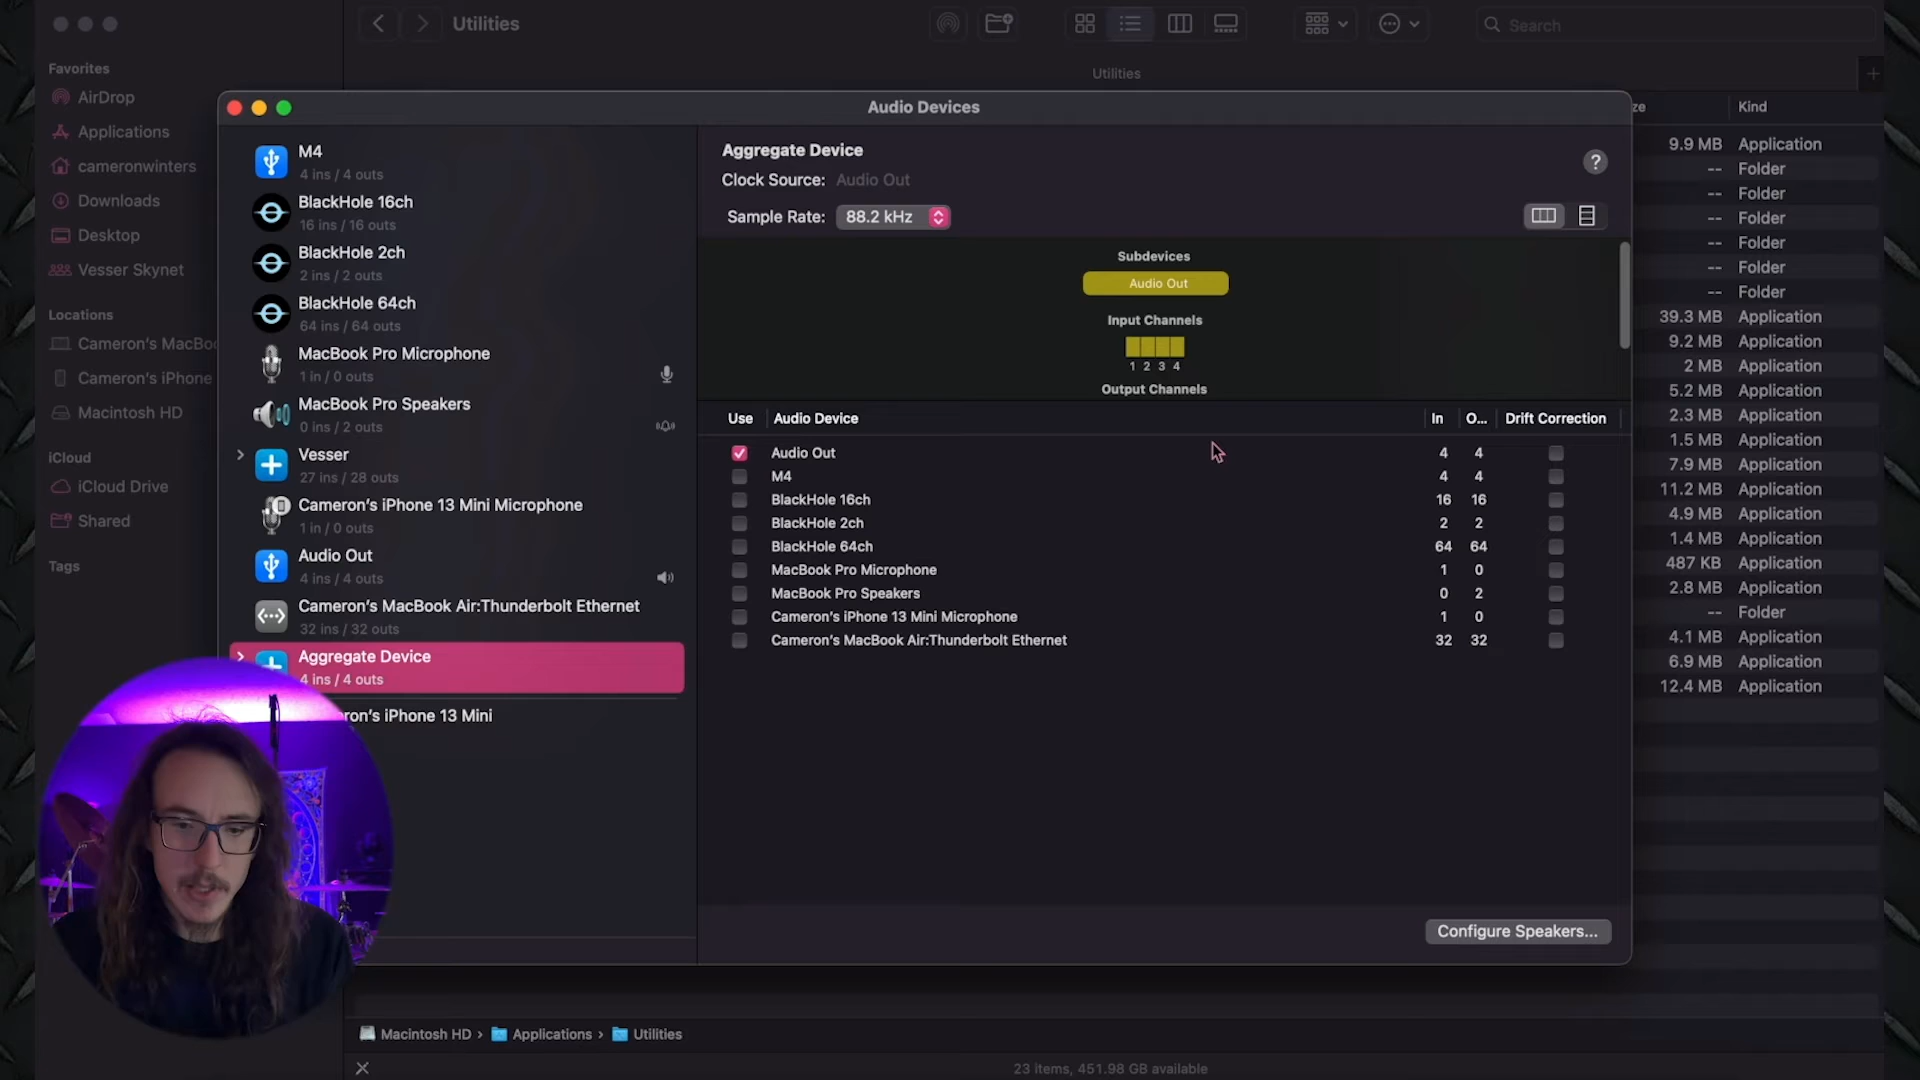 Utilities
Search
Utilities
Favorites
AirDrop
Applications
cameronwinters
Downloads
Desktop
Vesser Skynet
Locations
Cameron's MacBo
Cameron's iPhone
Macintosh HD
iCloud
iCloud Drive
Shared
Tags
Audio Devices
M4
4 ins / 4 outs
BlackHole 16ch
16 ins / 16 outs
BlackHole 2ch
2 ins / 2 outs
BlackHole 64ch
64 ins / 64 outs
MacBook Pro Microphone
1 in / 0 outs
MacBook Pro Speakers
0 ins / 2 outs
Vesser
27 ins / 28 outs
Cameron's iPhone 13 Mini Microphone
1 in / 0 outs
Audio Out
4 ins / 4 outs
Cameron's MacBook Air:Thunderbolt Ethernet
32 ins / 32 outs
Aggregate Device
4 ins / 4 outs
ron's iPhone 13 Mini
Aggregate Device
?
Clock Source: Audio Out
Sample Rate: 88.2 kHz
Subdevices
Audio Out
Input Channels
1 2 3 4
Output Channels
Use Audio Device In O... Drift Correction
Audio Out 4 4
M4 4 4
BlackHole 16ch 16 16
BlackHole 2ch 2 2
BlackHole 64ch 64 64
MacBook Pro Microphone 1 0
MacBook Pro Speakers 0 2
Cameron's iPhone 13 Mini Microphone 1 0
Cameron's MacBook Air:Thunderbolt Ethernet 32 32
Configure Speakers...
ze Kind
9.9 MB Application
-- Folder
-- Folder
-- Folder
-- Folder
-- Folder
-- Folder
39.3 MB Application
9.2 MB Application
2 MB Application
5.2 MB Application
2.3 MB Application
1.5 MB Application
7.9 MB Application
11.2 MB Application
4.9 MB Application
1.4 MB Application
487 KB Application
2.8 MB Application
-- Folder
4.1 MB Application
6.9 MB Application
12.4 MB Application
Macintosh HD › Applications › Utilities
23 items, 451.98 GB available